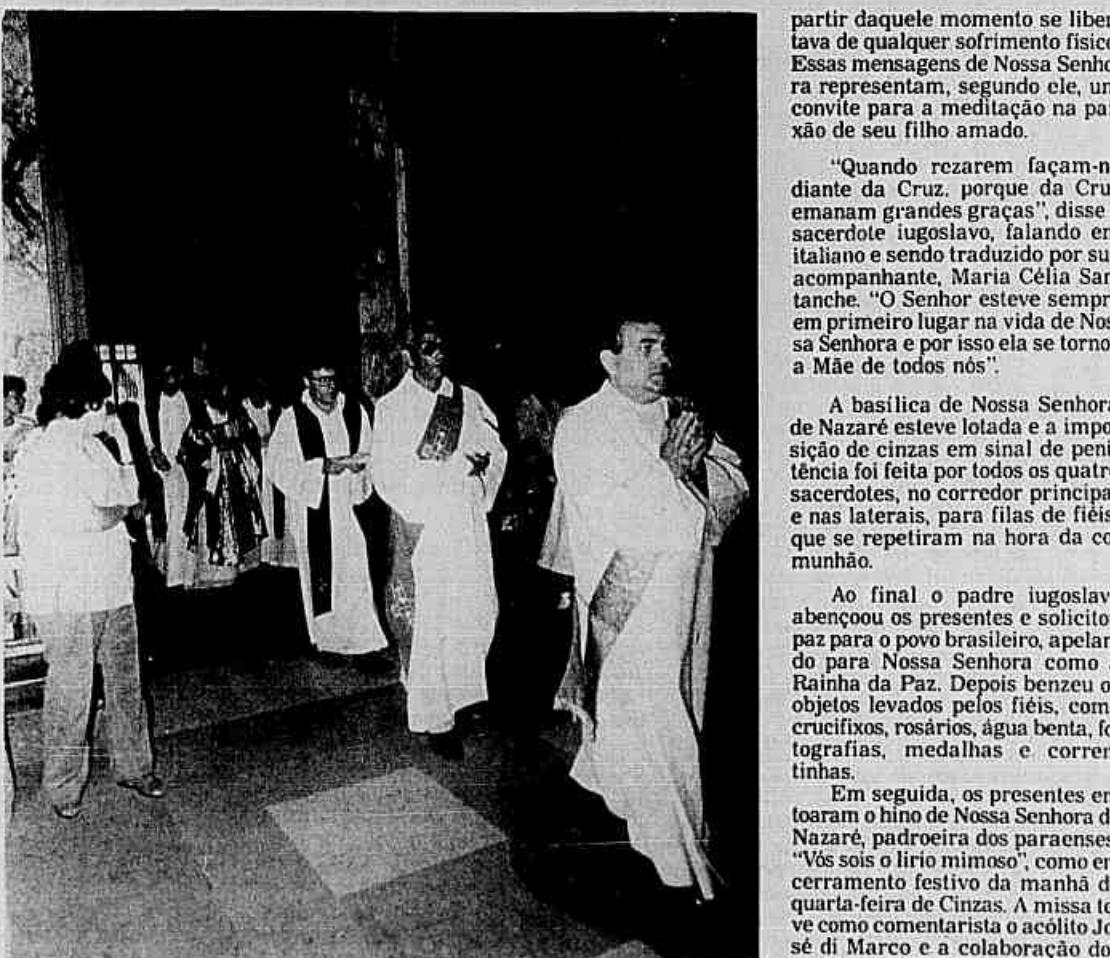 partir daquele momento se liber
tava de qualquer sofrimento físico
Essas mensagens de Nossa Senho
ra representam, segundo ele, um
convite para a meditação na pai
xão de seu filho amado.
"Quando rezarem façam-n
diante da Cruz, porque da Cru
emanam grandes graças", disse
sacerdote iugoslavo, falando em
italiano e sendo traduzido por su
acompanhante, Maria Célia San
tanche. "O Senhor esteve sempr
em primeiro lugar na vida de Nos
sa Senhora e por isso ela se torno
a Mãe de todos nós".
A basílica de Nossa Senhora
de Nazaré esteve lotada e a impo
sição de cinzas em sinal de peni
tência foi feita por todos os quatro
sacerdotes, no corredor principa
e nas laterais, para filas de fiéis
que se repetiram na hora da co
munhão.
Ao final o padre iugoslav
abençoou os presentes e solicito
paz para o povo brasileiro, apelan
do para Nossa Senhora como
Rainha da Paz. Depois benzeu o
objetos levados pelos fiéis, com
crucifixos, rosários, água benta, fo
tografias, medalhas e corren
tinhas.
Em seguida, os presentes en
toaram o hino de Nossa Senhora d
Nazaré, padroeira dos paraenses
"Vós sois o lirio mimoso", como en
cerramento festivo da manhã d
quarta-feira de Cinzas. A missa te
ve como comentarista o acólito Jo
sé di Marco e a colaboração do